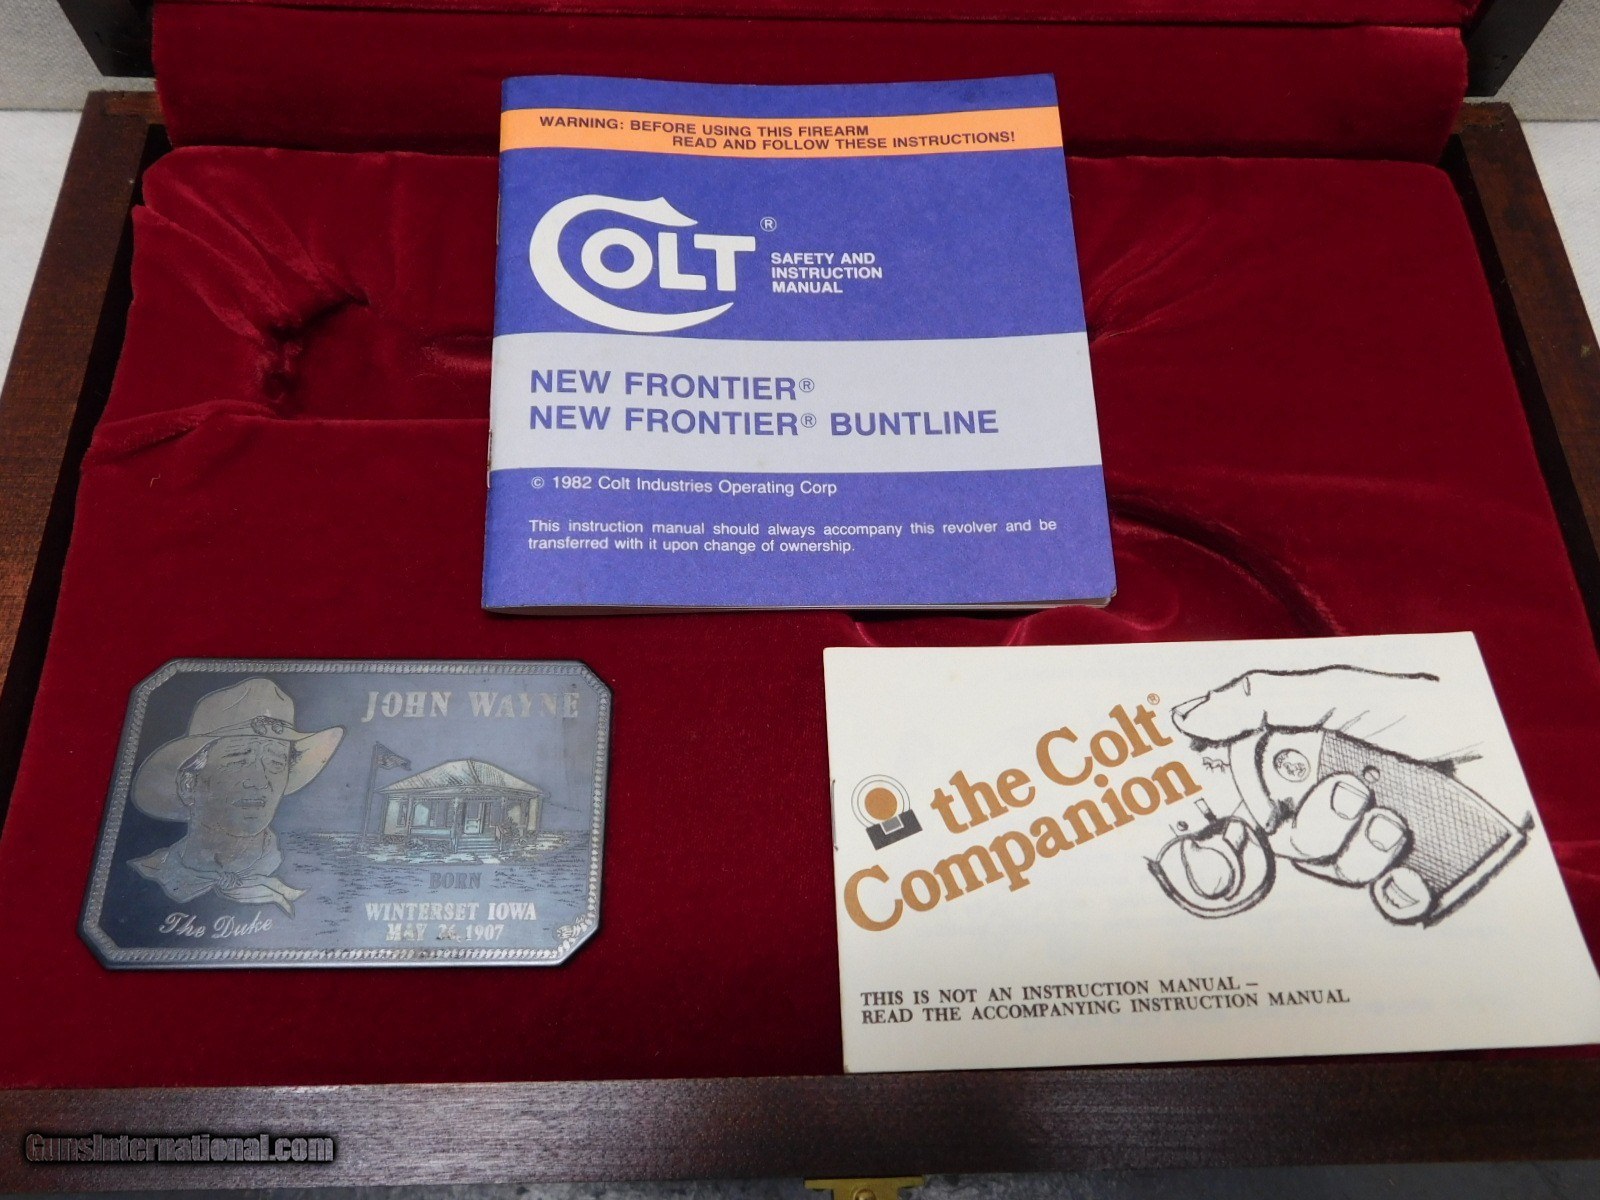 WARNING: BEFORE USING THIS FIREARM
READ AND FOLLOW THESE INSTRUCTIONS!
COLT®
SAFETY AND
INSTRUCTION
MANUAL
NEW FRONTIER®
NEW FRONTIER® BUNTLINE
© 1982 Colt Industries Operating Corp
This instruction manual should always accompany this revolver and be
transferred with it upon change of ownership.
JOHN WAYNE
BORN
WINTERSET IOWA
MAY 26, 1907
The Duke
the Colt®
Companion
THIS IS NOT AN INSTRUCTION MANUAL –
READ THE ACCOMPANYING INSTRUCTION MANUAL
GunsInternational.com